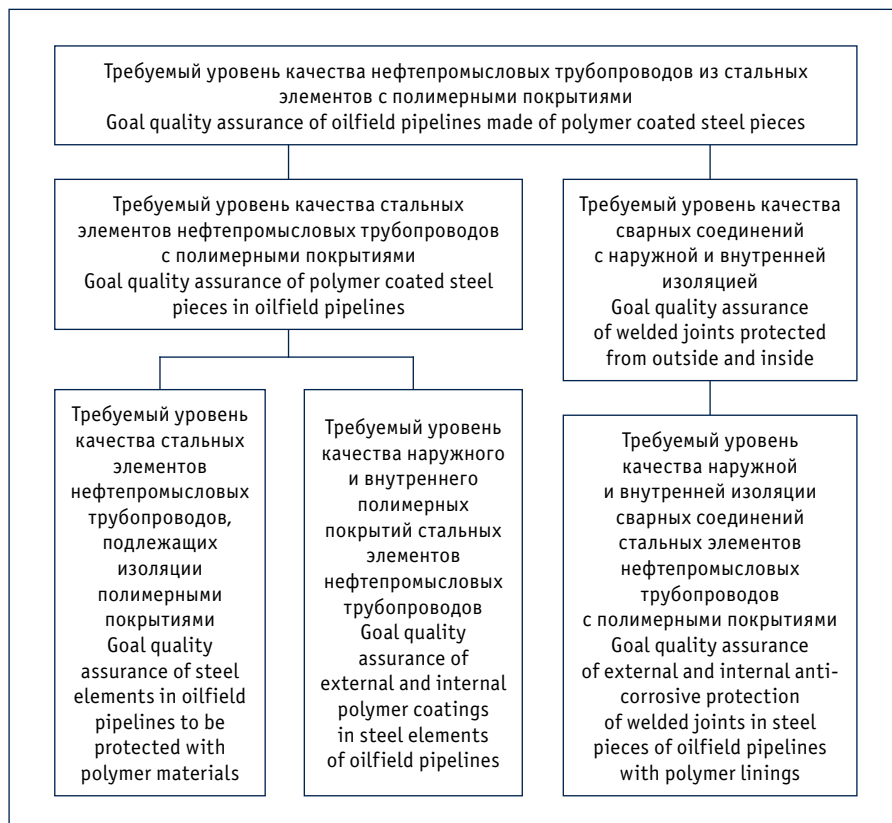 Требуемый уровень качества нефтепромысловых трубопроводов из стальных
элементов с полимерными покрытиями
Goal quality assurance of oilfield pipelines made of polymer coated steel pieces
Требуемый уровень качества стальных
элементов нефтепромысловых трубопроводов
с полимерными покрытиями
Goal quality assurance of polymer coated steel
pieces in oilfield pipelines
Требуемый уровень качества
сварных соединений
с наружной и внутренней
изоляцией
Goal quality assurance
of welded joints protected
from outside and inside
Требуемый уровень
качества стальных
элементов
нефтепромысловых
трубопроводов,
подлежащих
изоляции
полимерными
покрытиями
Goal quality
assurance of steel
elements in oilfield
pipelines to be
protected with
polymer materials
Требуемый уровень
качества наружного
и внутреннего
полимерных
покрытий стальных
элементов
нефтепромысловых
трубопроводов
Goal quality
assurance of
external and internal
polymer coatings
in steel elements
of oilfield pipelines
Требуемый уровень
качества наружной
и внутренней изоляции
сварных соединений
стальных элементов
нефтепромысловых
трубопроводов
с полимерными покрытиями
Goal quality assurance
of external and internal anti-
corrosive protection
of welded joints in steel
pieces of oilfield pipelines
with polymer linings